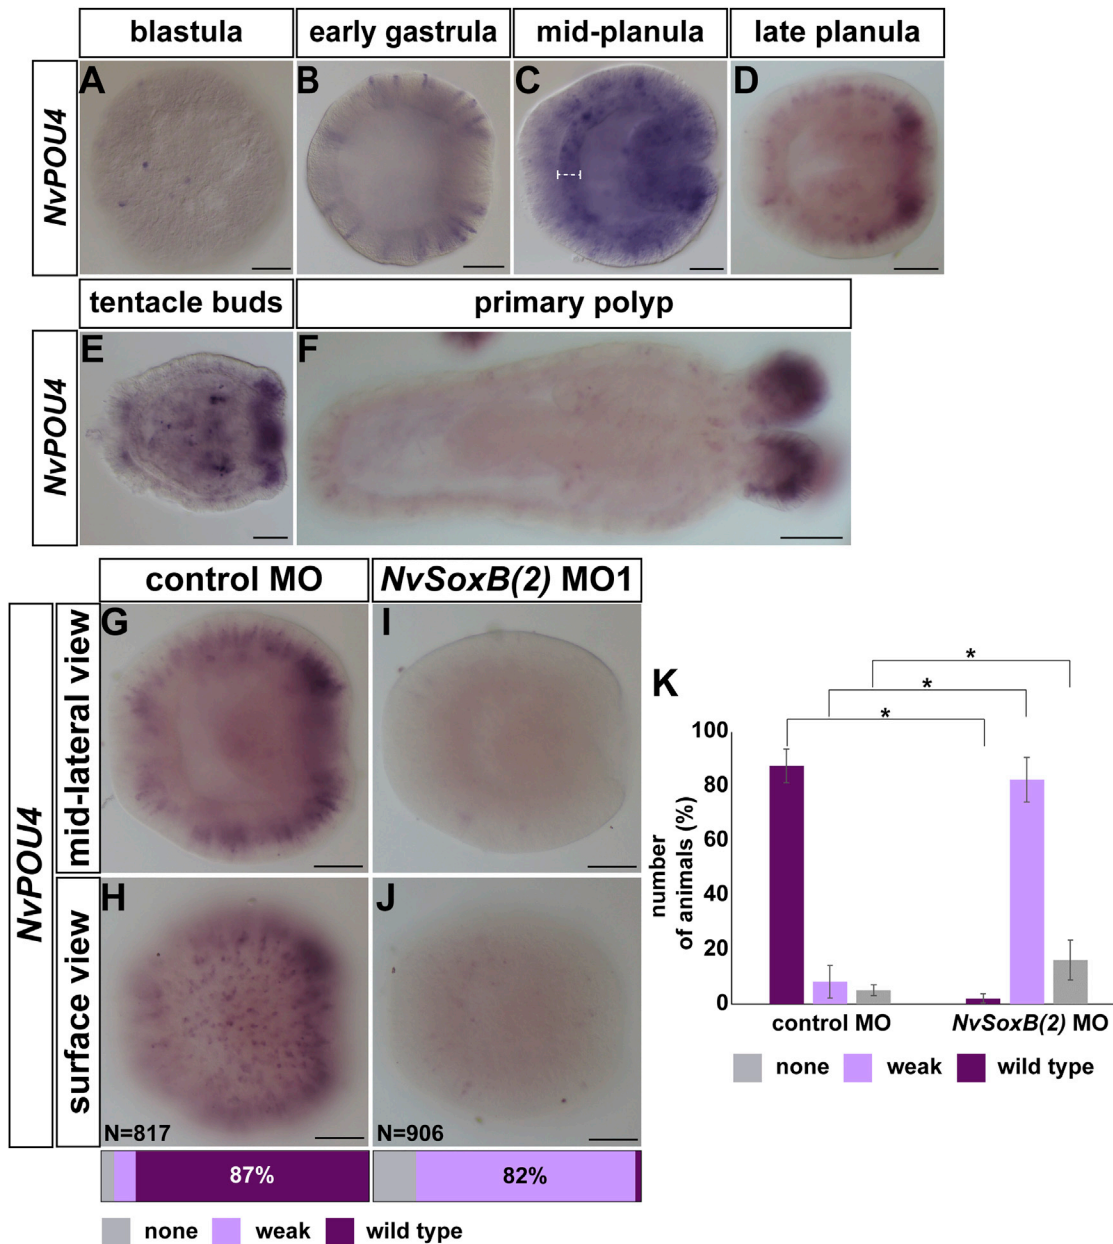 blastula
early gastrula
mid-planula
late planula
NvPOU4
A
B
C
D
tentacle buds
primary polyp
NvPOU4
E
F
control MO
NvSoxB(2) MO1
NvPOU4
mid-lateral view
G
I
surface view
H
J
N=817
N=906
87%
82%
none
weak
wild type
K
*
*
*
number
of animals (%)
100
80
60
40
20
0
control MO
NvSoxB(2) MO
none
weak
wild type